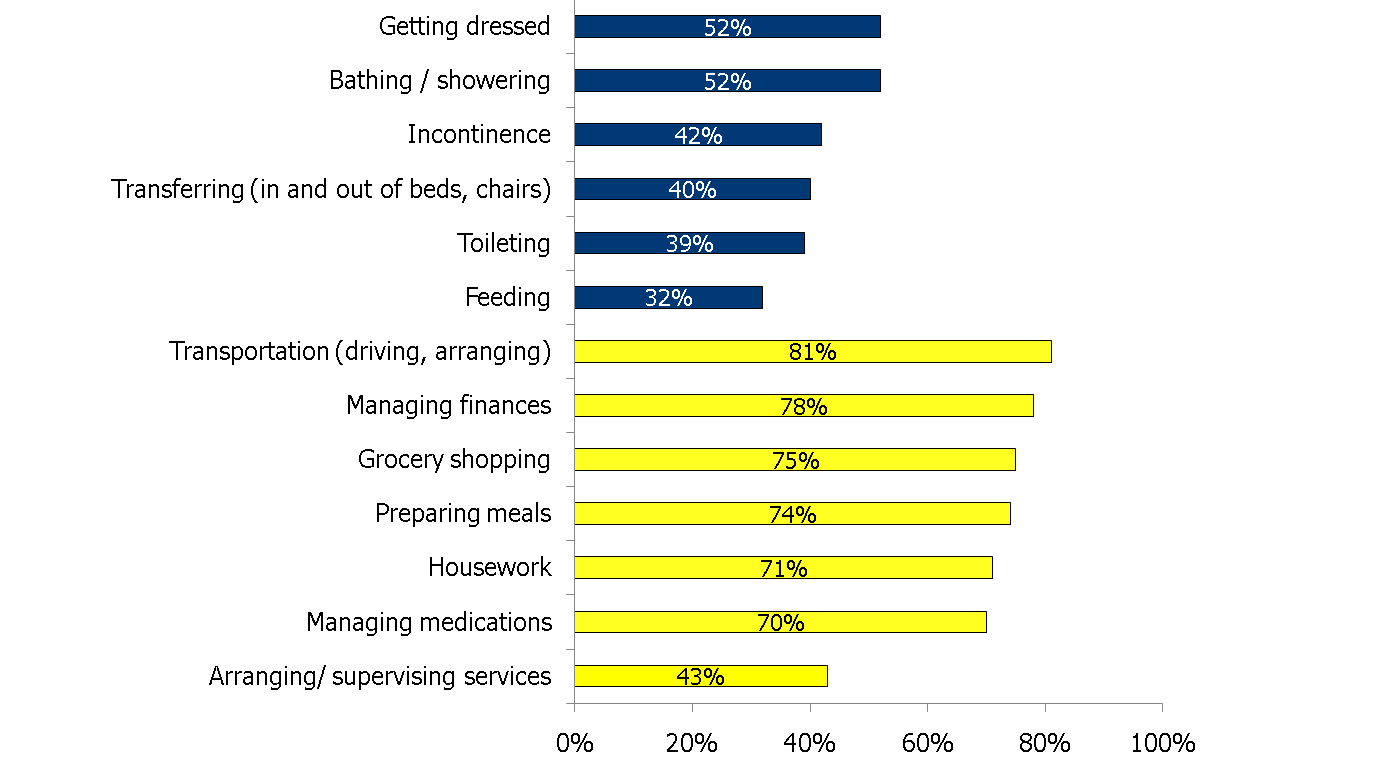 Getting dressed 52%
Bathing / showering 52%
Incontinence 42%
Transferring (in and out of beds, chairs) 40%
Toileting 39%
Feeding 32%
Transportation (driving, arranging) 81%
Managing finances 78%
Grocery shopping 75%
Preparing meals 74%
Housework 71%
Managing medications 70%
Arranging/ supervising services 43%
0% 20% 40% 60% 80% 100%